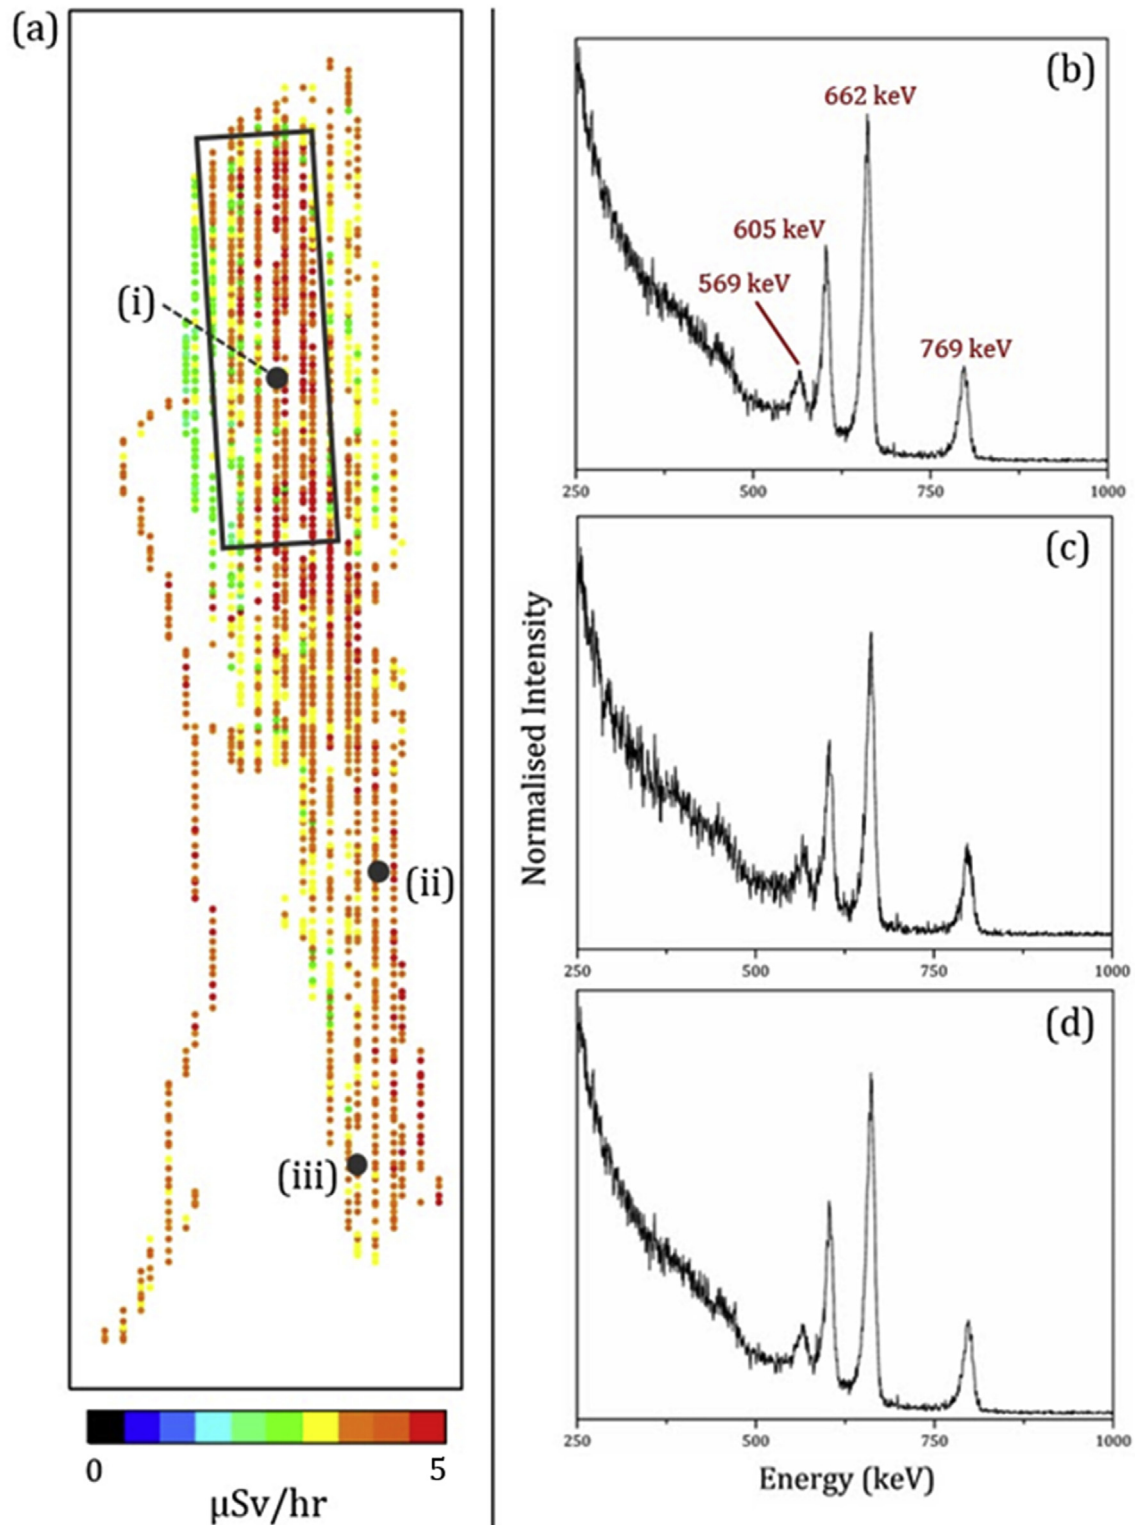 (a)
(i)
(ii)
(iii)
0
5
μSv/hr
Normalised Intensity
(b)
662 keV
605 keV
569 keV
769 keV
250
500
750
1000
(c)
250
500
750
1000
(d)
250
500
750
1000
Energy (keV)